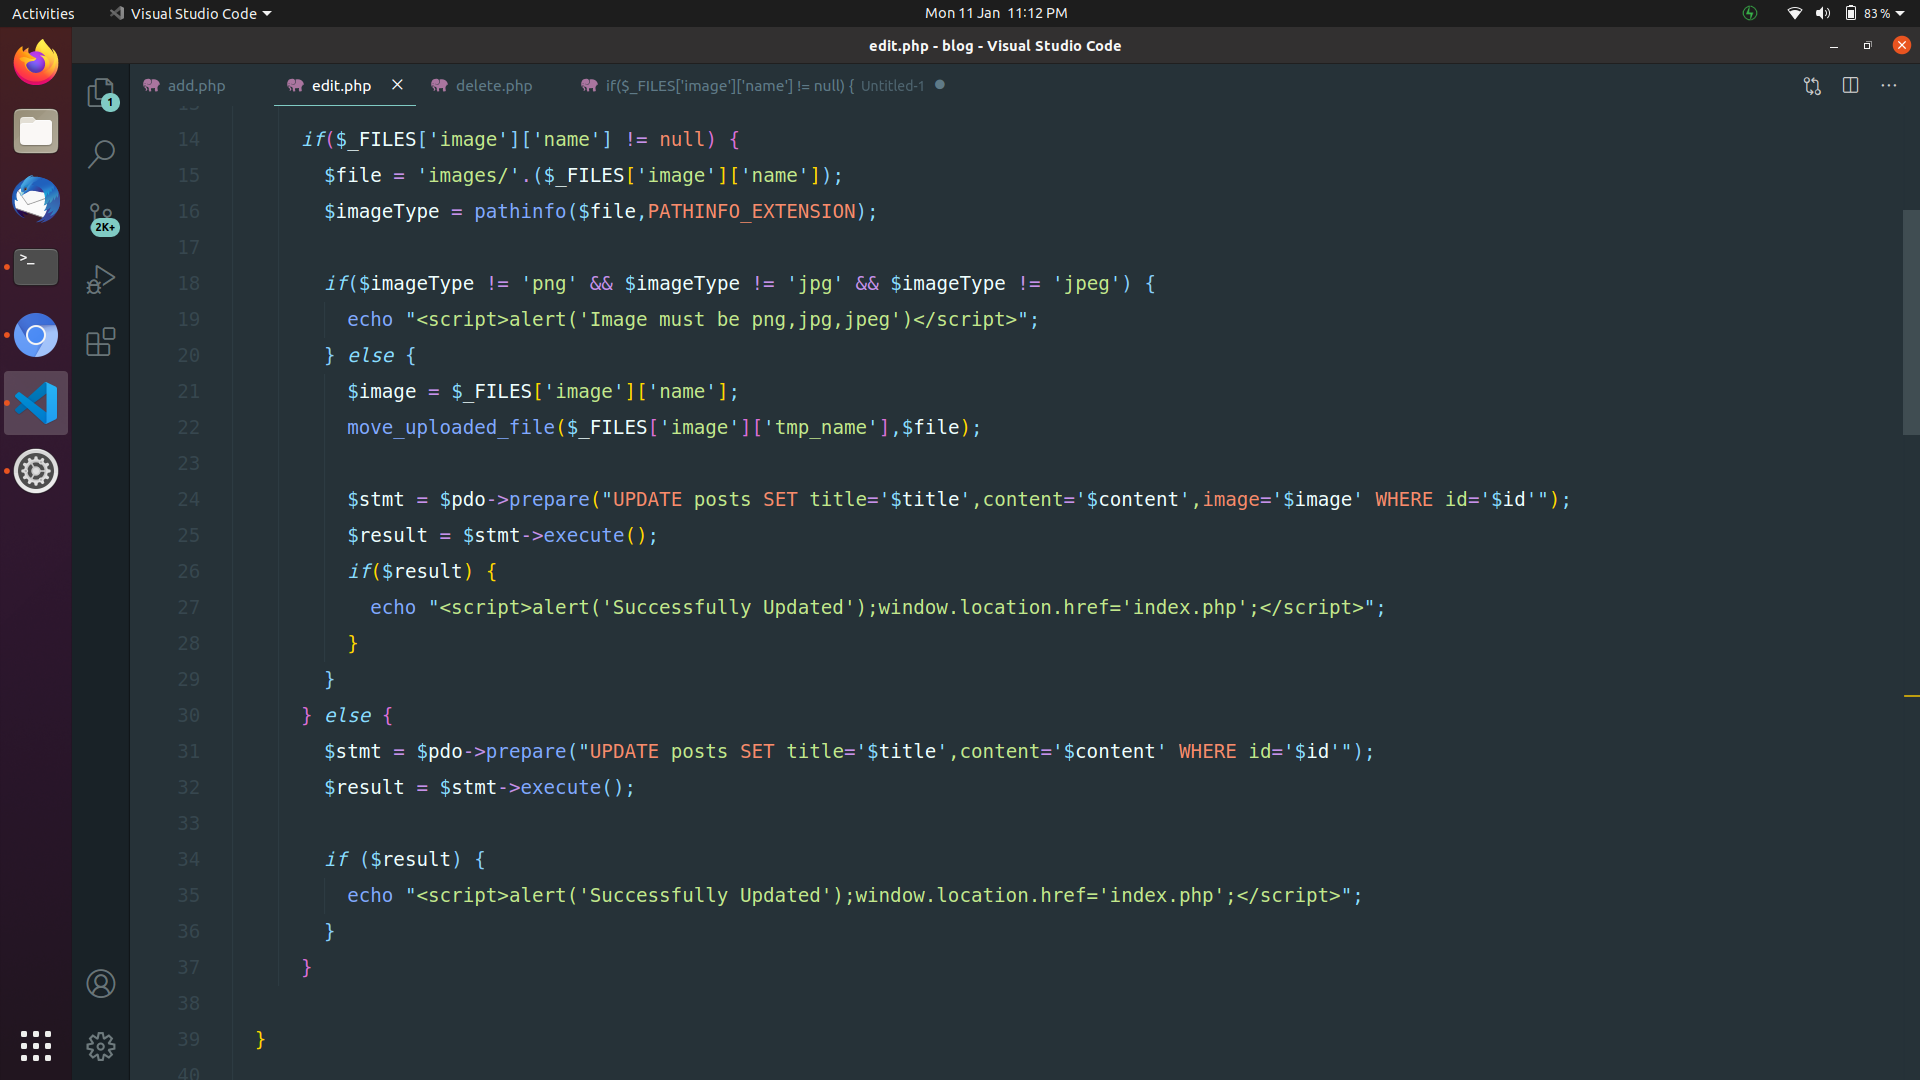 Activities
Visual Studio Code
Mon 11 Jan 11:12 PM
83 %
edit.php - blog - Visual Studio Code
add.php
edit.php
delete.php
if($_FILES['image']['name'] != null) { Untitled-1
1
2K+
>_
13
14 if($_FILES['image']['name'] != null) {
15 $file = 'images/'.($_FILES['image']['name']);
16 $imageType = pathinfo($file,PATHINFO_EXTENSION);
17
18 if($imageType != 'png' && $imageType != 'jpg' && $imageType != 'jpeg') {
19 echo "<script>alert('Image must be png,jpg,jpeg')</script>";
20 } else {
21 $image = $_FILES['image']['name'];
22 move_uploaded_file($_FILES['image']['tmp_name'],$file);
23
24 $stmt = $pdo->prepare("UPDATE posts SET title='$title',content='$content',image='$image' WHERE id='$id'");
25 $result = $stmt->execute();
26 if($result) {
27 echo "<script>alert('Successfully Updated');window.location.href='index.php';</script>";
28 }
29 }
30 } else {
31 $stmt = $pdo->prepare("UPDATE posts SET title='$title',content='$content' WHERE id='$id'");
32 $result = $stmt->execute();
33
34 if ($result) {
35 echo "<script>alert('Successfully Updated');window.location.href='index.php';</script>";
36 }
37 }
38
39 }
40